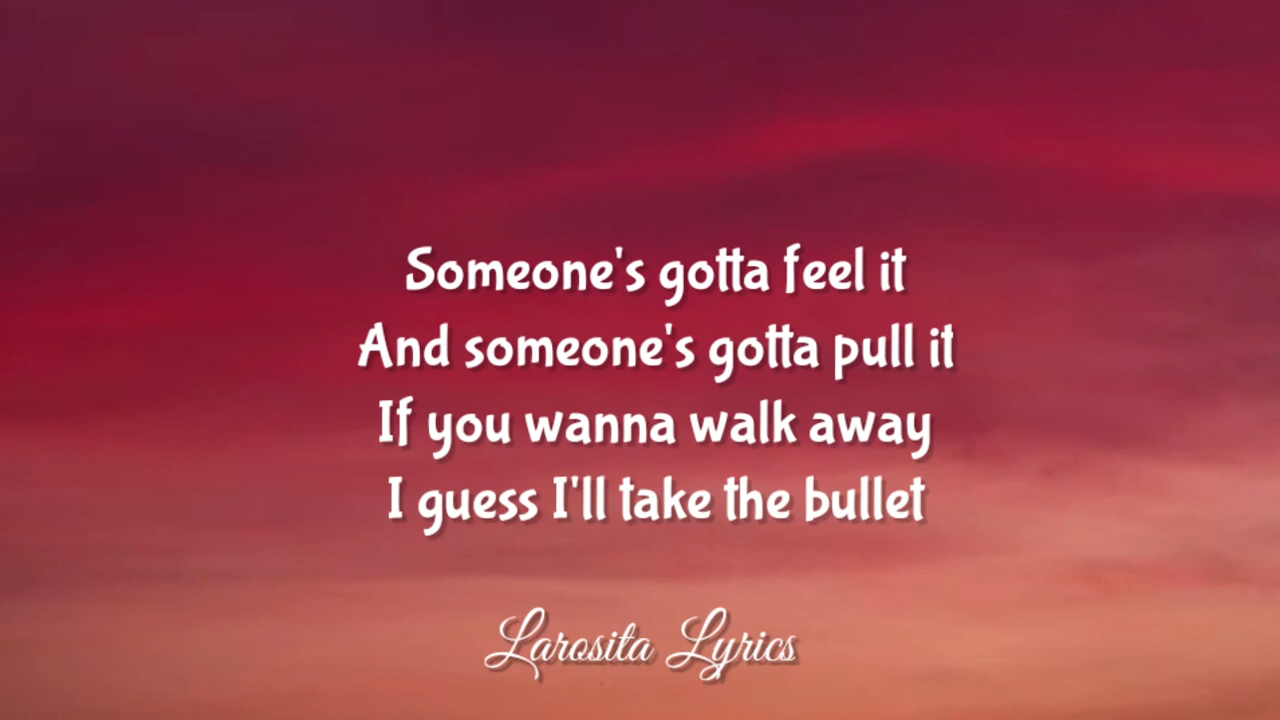 Someone's gotta feel it
And someone's gotta pull it
If you wanna walk away
I guess I'll take the bullet
Larosita Lyrics